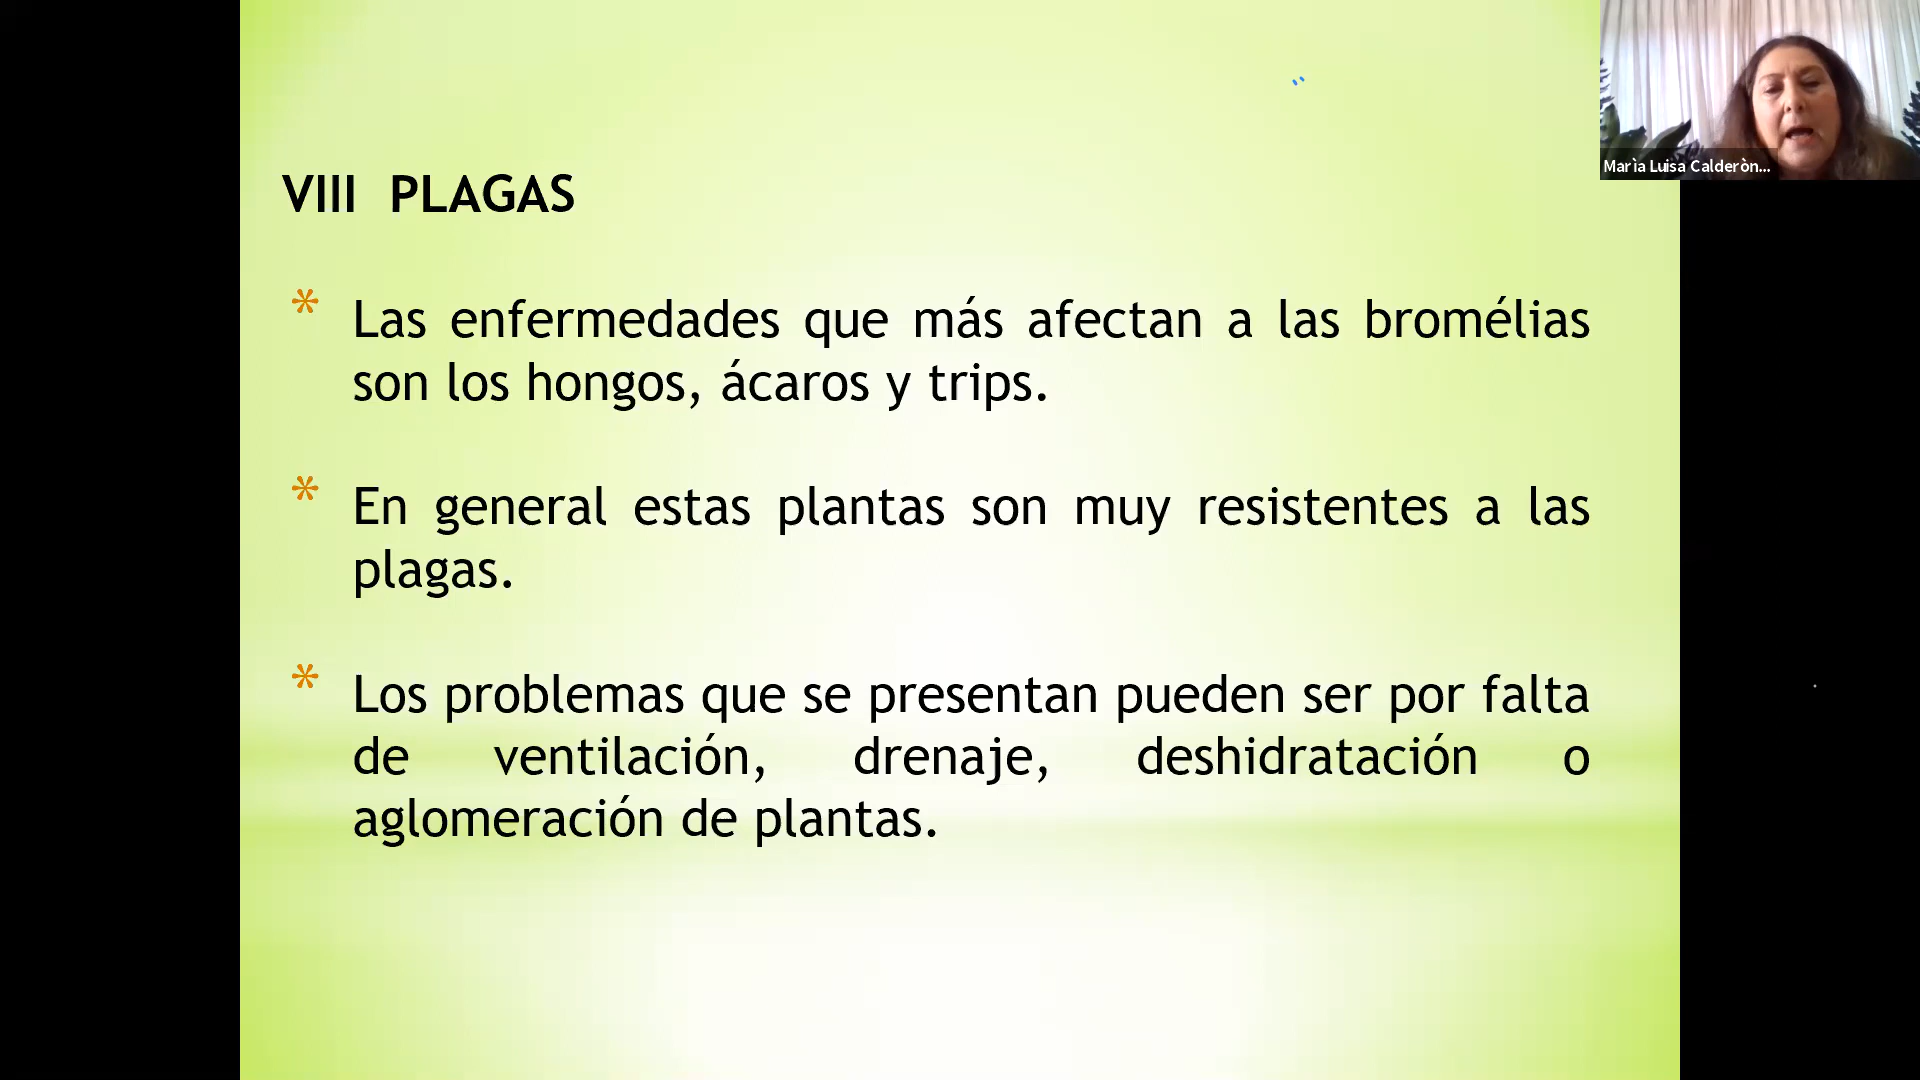 Marìa Luisa Calderòn...
VIII PLAGAS
* Las enfermedades que más afectan a las bromélias
son los hongos, ácaros y trips.
* En general estas plantas son muy resistentes a las
plagas.
* Los problemas que se presentan pueden ser por falta
de ventilación, drenaje, deshidratación o
aglomeración de plantas.